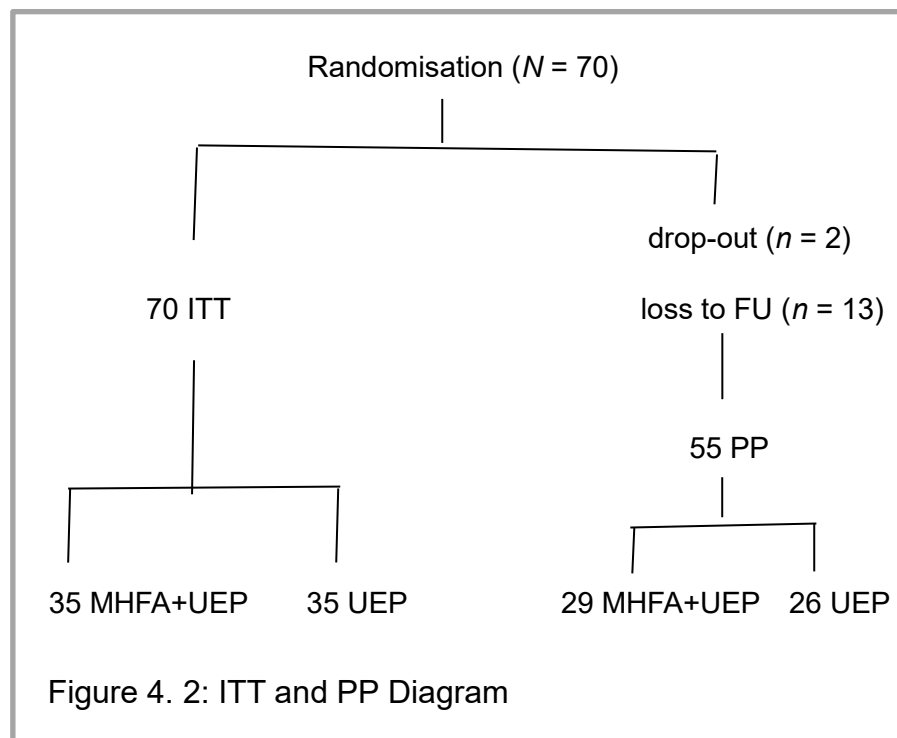 Randomisation (N = 70)
drop-out (n = 2)
70 ITT
loss to FU (n = 13)
55 PP
35 MHFA+UEP
35 UEP
29 MHFA+UEP
26 UEP
Figure 4. 2: ITT and PP Diagram